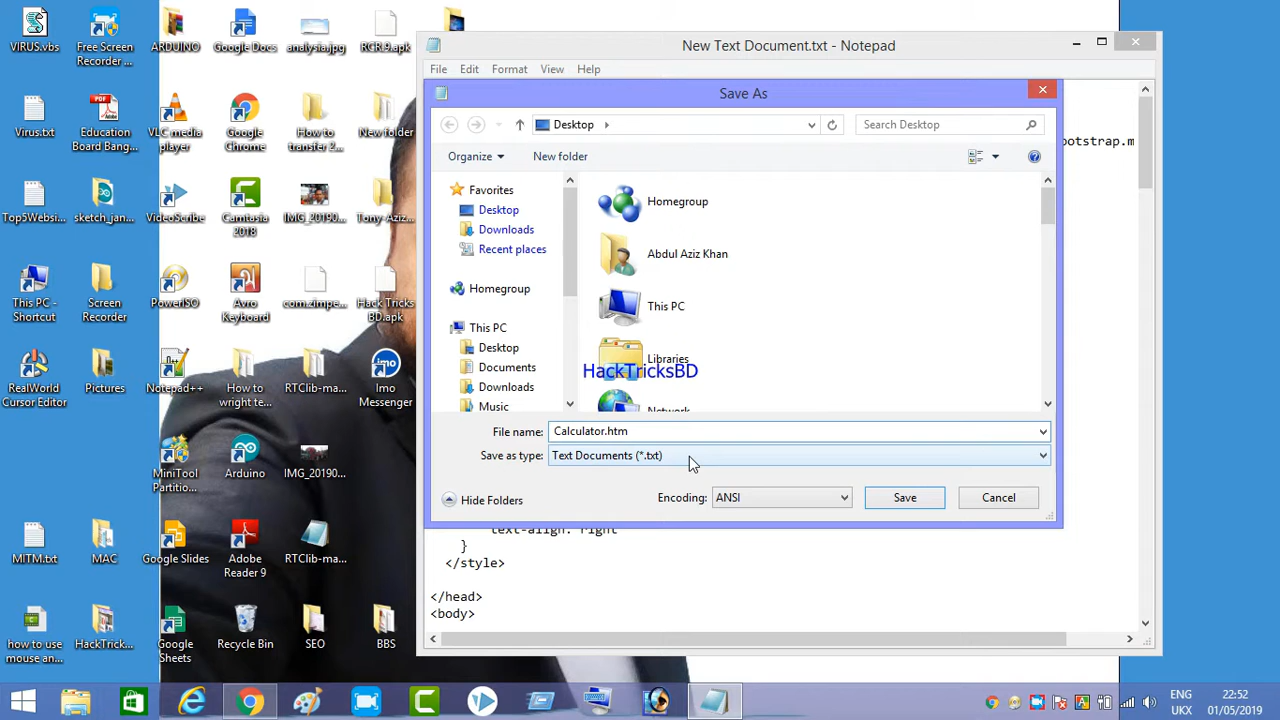 VIRUS.vbs
Free Screen
Recorder ...
ARDUINO
Google Docs
analysia.jpg
RCR.9.apk
Virus.txt
Education
Board Bang...
VLC media
player
Google
Chrome
How to
transfer 2...
New folder
Top5Websi...
sketch_jan...
VideoScribe
Camtasia
2018
IMG_20190...
Tony-Aziz...
This PC -
Shortcut
Screen
Recorder
PowerISO
Avro
Keyboard
com.zimpe...
Hack Tricks
BD.apk
RealWorld
Cursor Editor
Pictures
Notepad++
How to
wright te...
RTClib-ma...
Imo
Messenger
MiniTool
Partitio...
Arduino
IMG_20190...
MITM.txt
MAC
Google Slides
Adobe
Reader 9
RTClib-ma...
how to use
mouse an...
HackTrick...
Google
Sheets
Recycle Bin
SEO
BBS
New Text Document.txt - Notepad
File Edit Format View Help
Save As
Desktop
Search Desktop
otstrap.m
Organize
New folder
Favorites
Desktop
Downloads
Recent places
Homegroup
This PC
Desktop
Documents
Downloads
Music
Homegroup
Abdul Aziz Khan
This PC
Libraries
HackTricksBD
Network
File name: Calculator.htm
Save as type: Text Documents (*.txt)
Hide Folders
Encoding: ANSI
Save
Cancel
text-align: right
}
</style>
</head>
<body>
ENG
UKX
22:52
01/05/2019